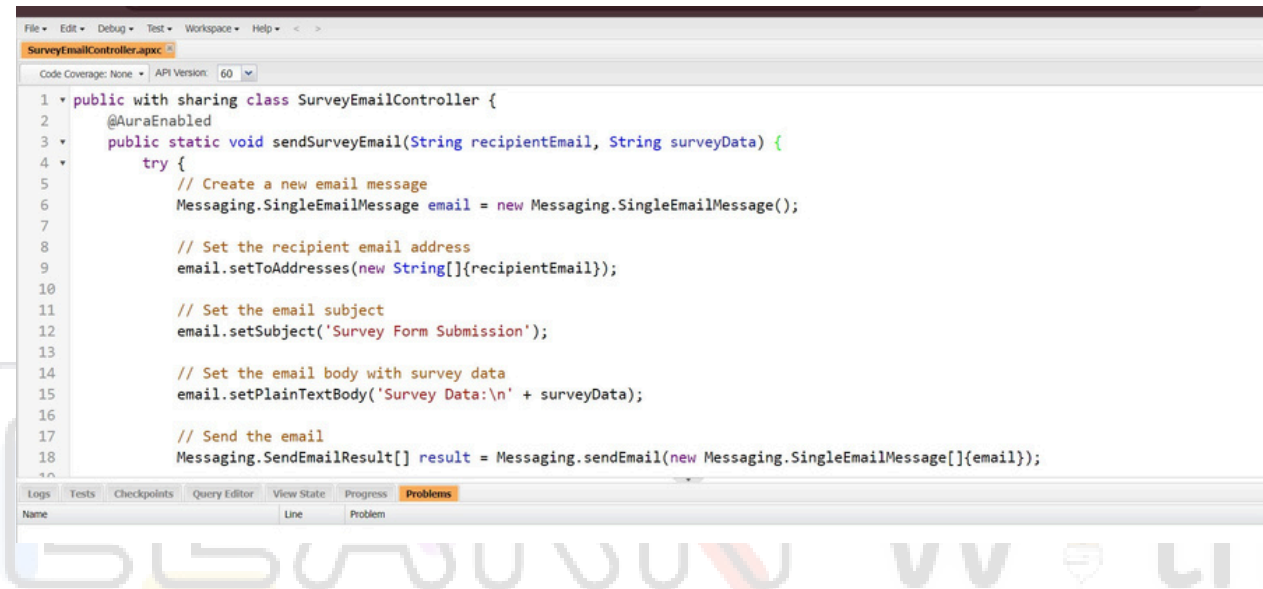 File Edit Debug Test Workspace Help < >
SurveyEmailController.apxc
Code Coverage: None API Version: 60
1 public with sharing class SurveyEmailController {
2 @AuraEnabled
3 public static void sendSurveyEmail(String recipientEmail, String surveyData) {
4 try {
5 // Create a new email message
6 Messaging.SingleEmailMessage email = new Messaging.SingleEmailMessage();
7
8 // Set the recipient email address
9 email.setToAddresses(new String[]{recipientEmail});
10
11 // Set the email subject
12 email.setSubject('Survey Form Submission');
13
14 // Set the email body with survey data
15 email.setPlainTextBody('Survey Data:\n' + surveyData);
16
17 // Send the email
18 Messaging.SendEmailResult[] result = Messaging.sendEmail(new Messaging.SingleEmailMessage[]{email});
Logs Tests Checkpoints Query Editor View State Progress Problems
Name Line Problem